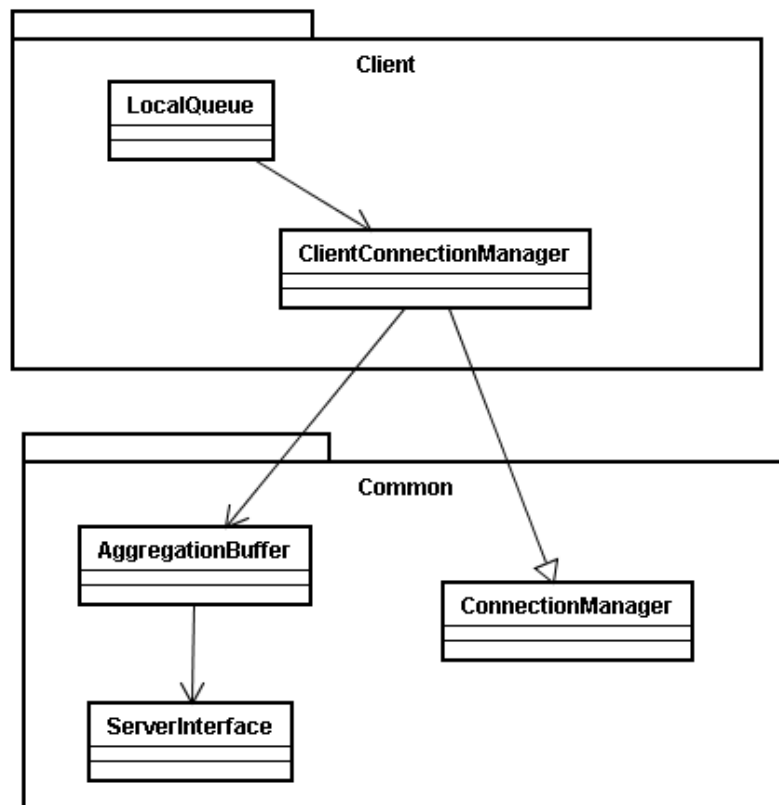 Client
LocalQueue
ClientConnectionManager
Common
AggregationBuffer
ConnectionManager
ServerInterface